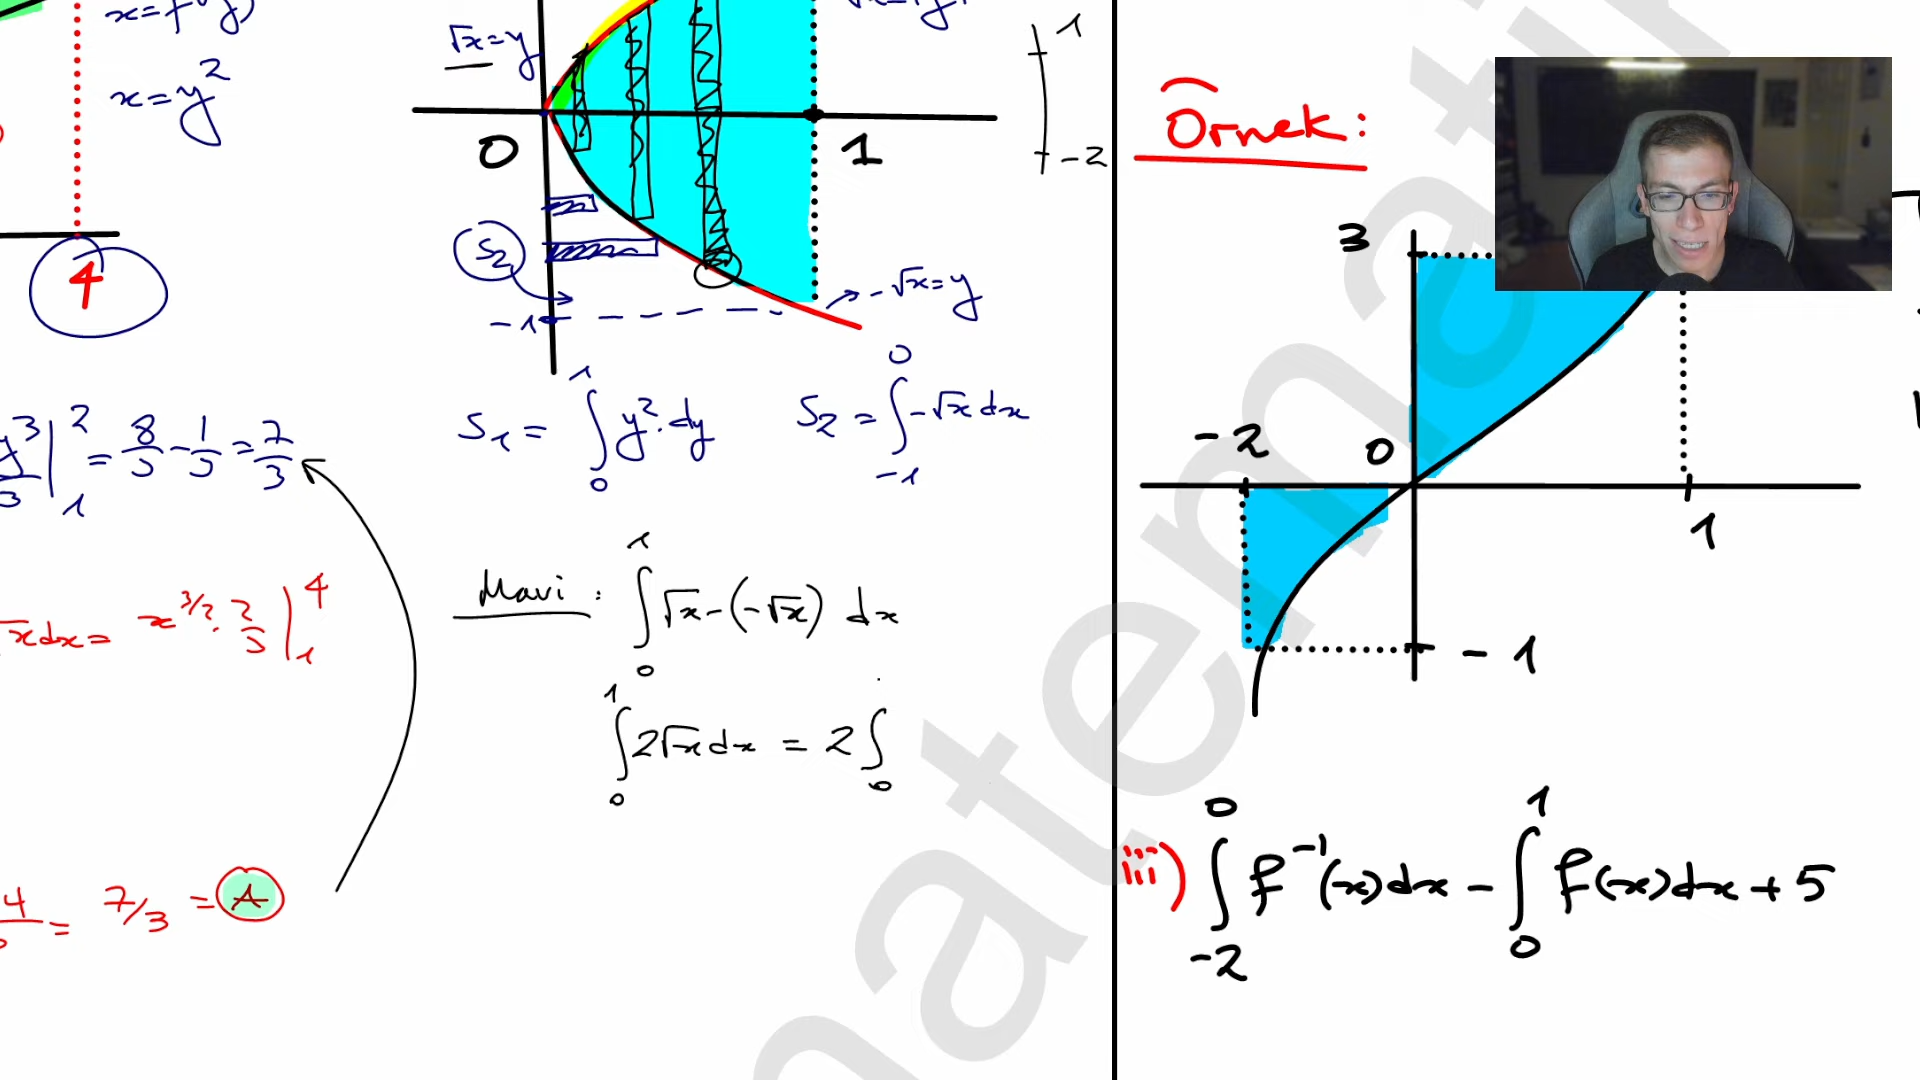 x=y²
4
√x=y
0
1
S₂
-1
-√x=y
1
-2
y³/3 |₁² = 8/3 - 1/3 = 7/3
S₁ = ∫₀¹ y².dy
S₂ = ∫₋₁⁰ -√x dx
√x dx = x^(3/2) . 2/3 |₁⁴
Mavi : ∫₀¹ √x-(-√x) dx
∫₀¹ 2√x dx = 2∫₀
= 7/3 = A
Örnek:
3
-2
0
1
-1
iii) ∫₋₂⁰ f⁻¹(x)dx - ∫₀¹ f(x)dx + 5